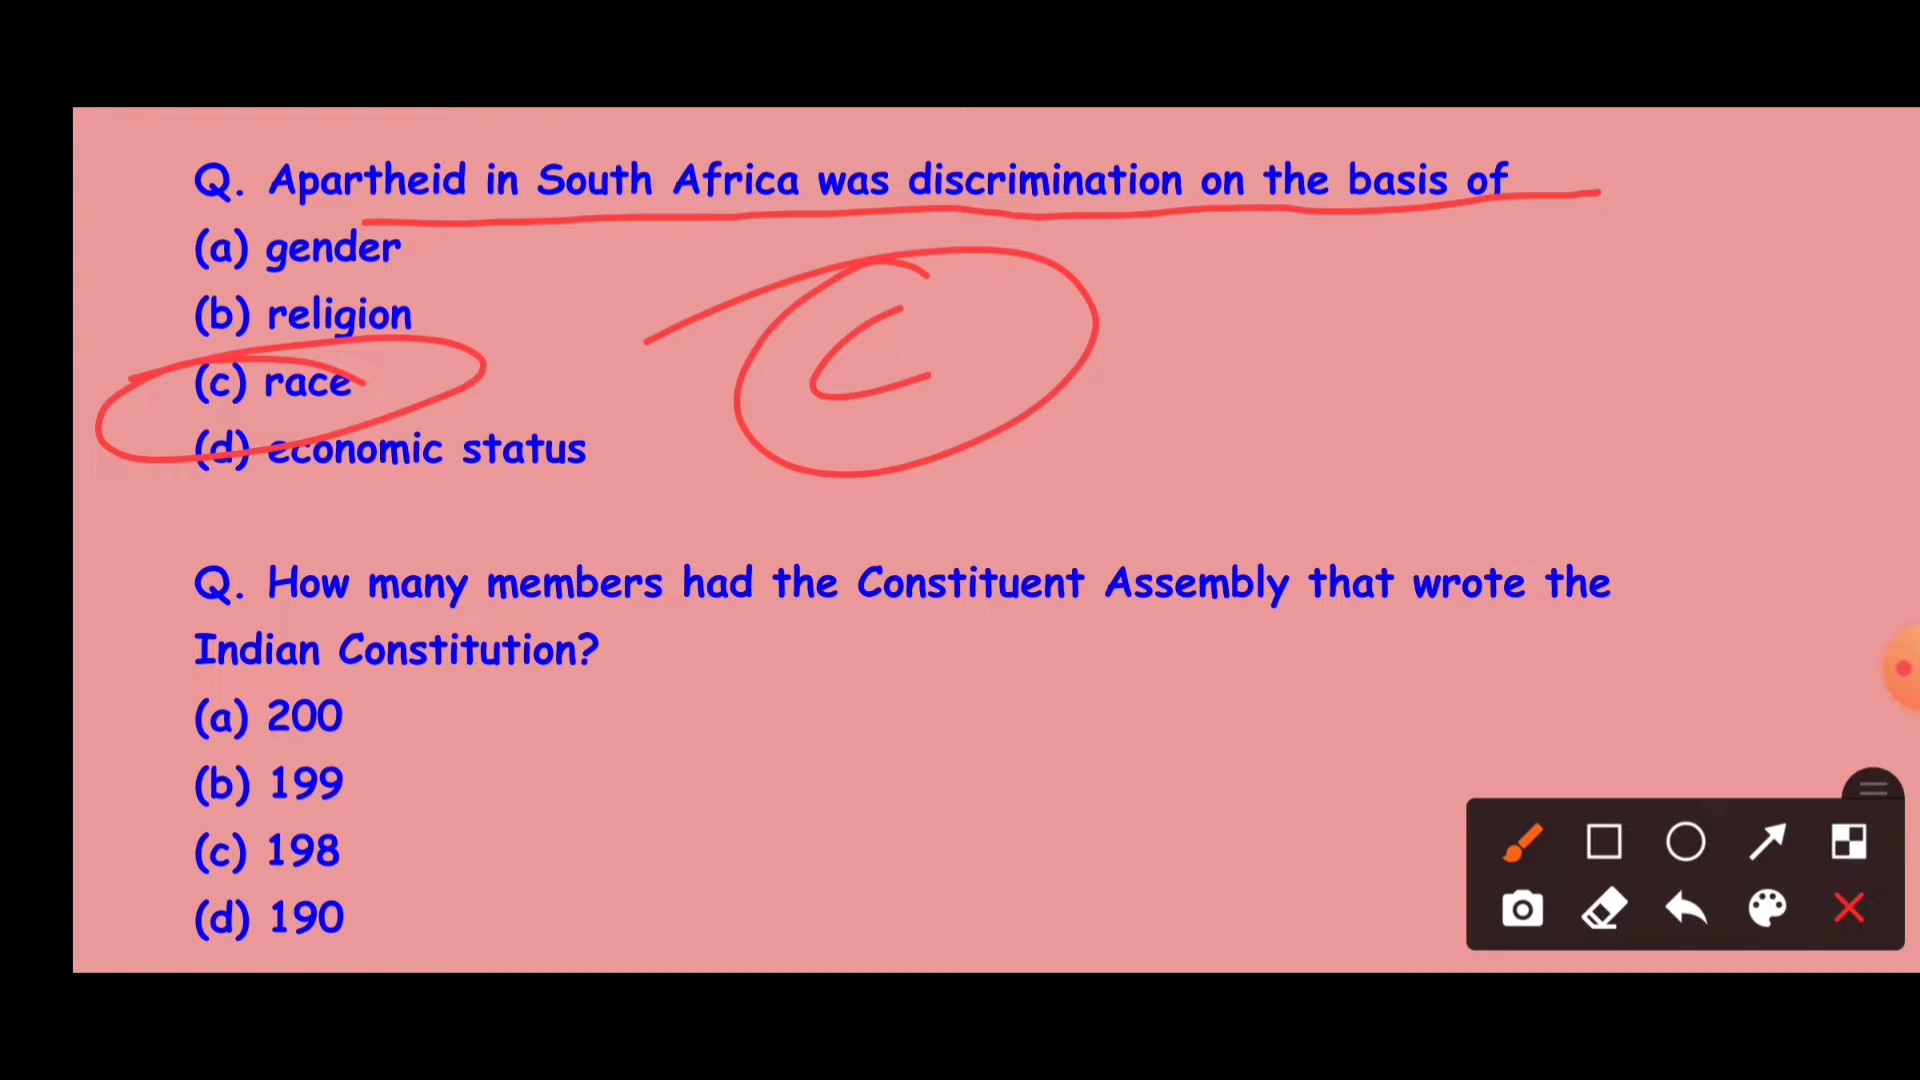 Q. Apartheid in South Africa was discrimination on the basis of
(a) gender
(b) religion
(c) race
C
(d) economic status
Q. How many members had the Constituent Assembly that wrote the
Indian Constitution?
(a) 200
(b) 199
(c) 198
(d) 190